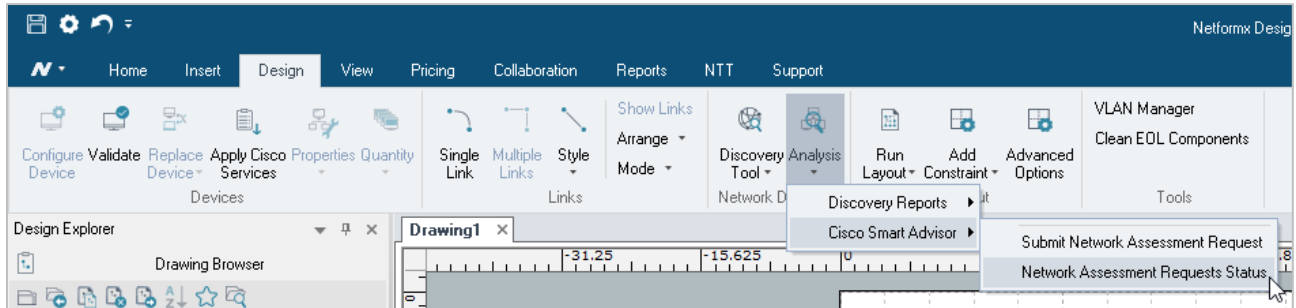 Netformx Desig
N Home Insert Design View Pricing Collaboration Reports NTT Support
Configure Device
Validate
Replace Device
Apply Cisco Services
Properties
Quantity
Devices
Single Link
Multiple Links
Style
Show Links
Arrange
Mode
Links
Discovery Tool
Analysis
Network D
Run Layout
Add Constraint
Advanced Options
ut
VLAN Manager
Clean EOL Components
Tools
Discovery Reports
Cisco Smart Advisor
Submit Network Assessment Request
Network Assessment Requests Status
Design Explorer
Drawing Browser
Drawing1
-31.25 -15.625 0 .8
0